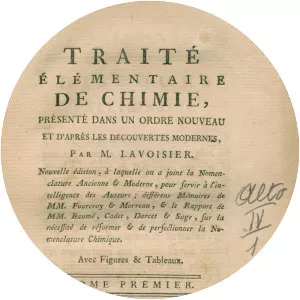 TRAITÉ
ÉLÉMENTAIRE
DE CHIMIE,
PRÉSENTÉ DANS UN ORDRE NOUVEAU
ET D'APRÈS LES DÉCOUVERTES MODERNES,
PAR M. LAVOISIER.
Nouvelle édition, à laquelle on a joint la Nomen-
clature Ancienne & Moderne, pour servir à l'in-
telligence des Auteurs; différens Mémoires de
MM. Fourcroy & Morveau, & le Rapport de
MM. Baumé, Cadet, Darcet & Sage, sur la
nécessité de réformer & de perfectionner la No-
menclature Chimique.
Avec Figures & Tableaux.
OME PREMIER.
alto
IV
1